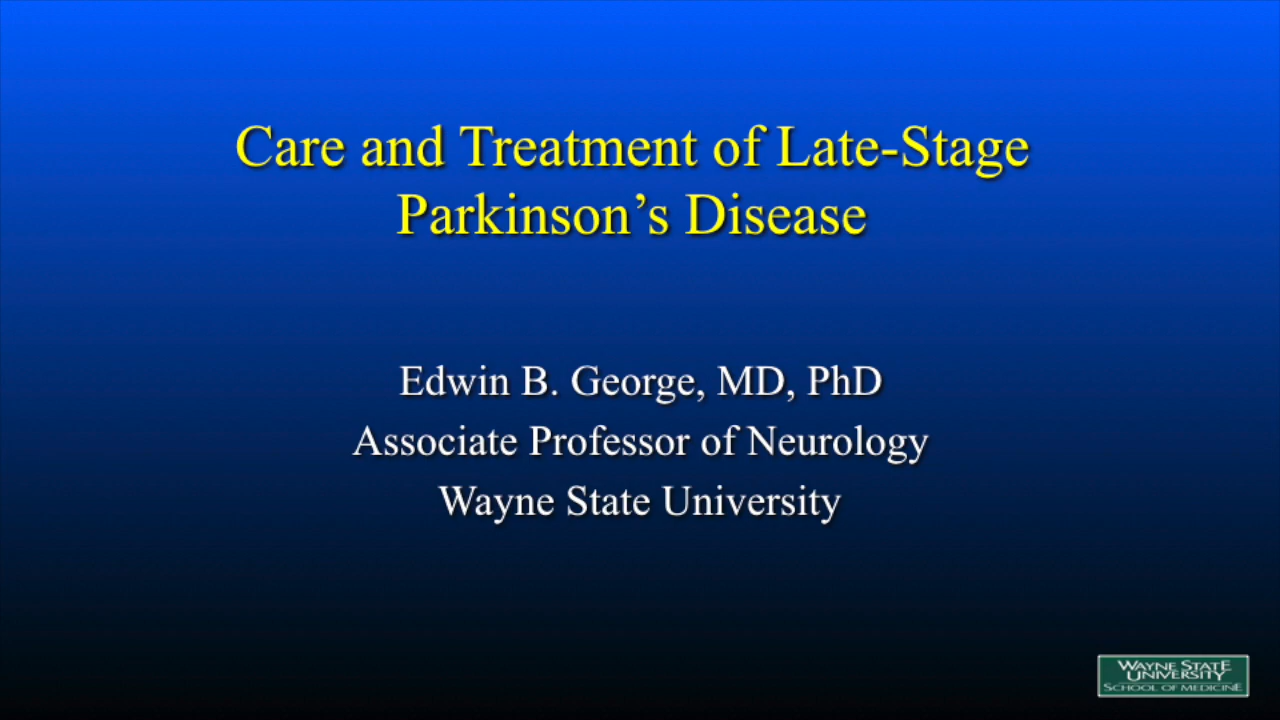 Care and Treatment of Late-Stage
Parkinson’s Disease
Edwin B. George, MD, PhD
Associate Professor of Neurology
Wayne State University
WAYNE STATE
UNIVERSITY
SCHOOL OF MEDICINE